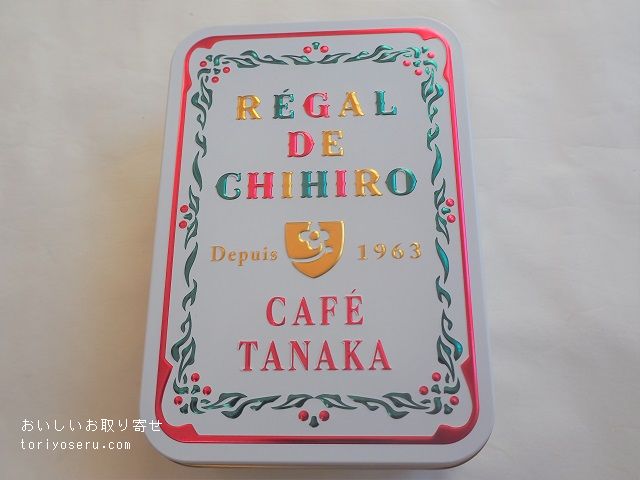 RÉGAL
DE
CHIHIRO
Depuis 1963
CAFÉ
TANAKA
おいしいお取り寄せ
toriyoseru.com